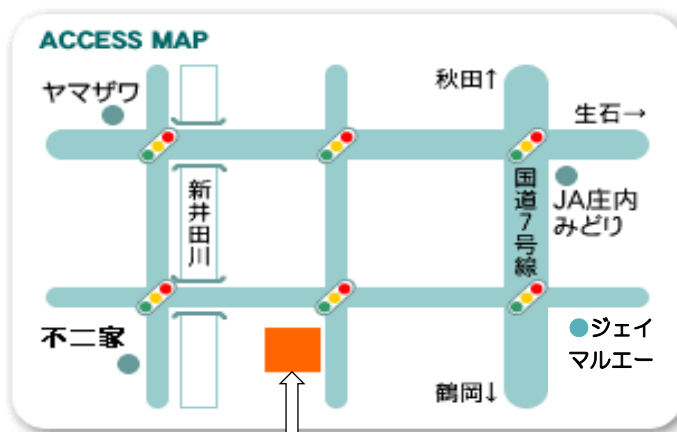 ACCESS MAP
ヤマザワ
秋田↑
生石→
新井田川
国道7号線
JA庄内
みどり
不二家
ジェイ
マルエー
鶴岡↓